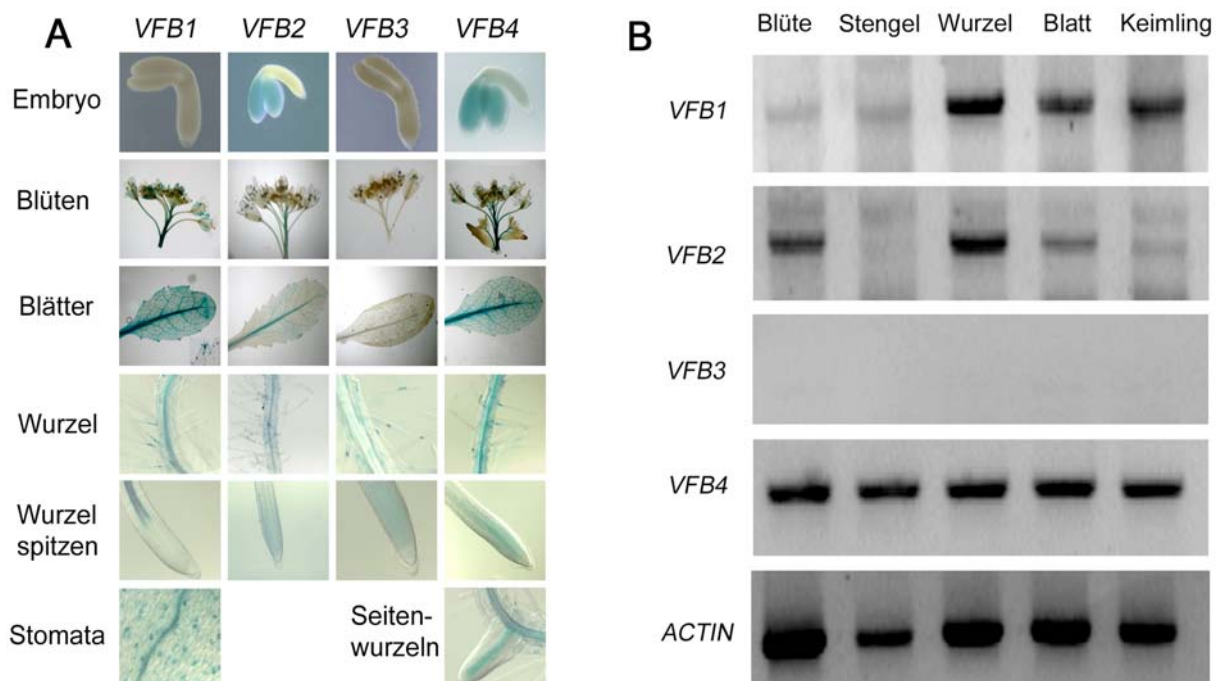 A
VFB1 VFB2 VFB3 VFB4
Embryo
Blüten
Blätter
Wurzel
Wurzel
spitzen
Stomata
Seiten-
wurzeln
B
Blüte Stengel Wurzel Blatt Keimling
VFB1
VFB2
VFB3
VFB4
ACTIN